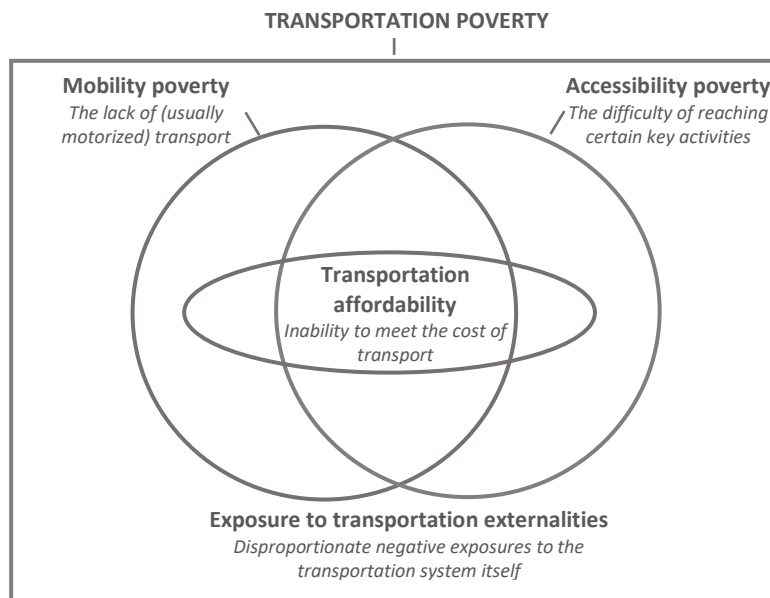 TRANSPORTATION POVERTY
Mobility poverty
The lack of (usually
motorized) transport
Accessibility poverty
The difficulty of reaching
certain key activities
Transportation
affordability
Inability to meet the cost of
transport
Exposure to transportation externalities
Disproportionate negative exposures to the
transportation system itself